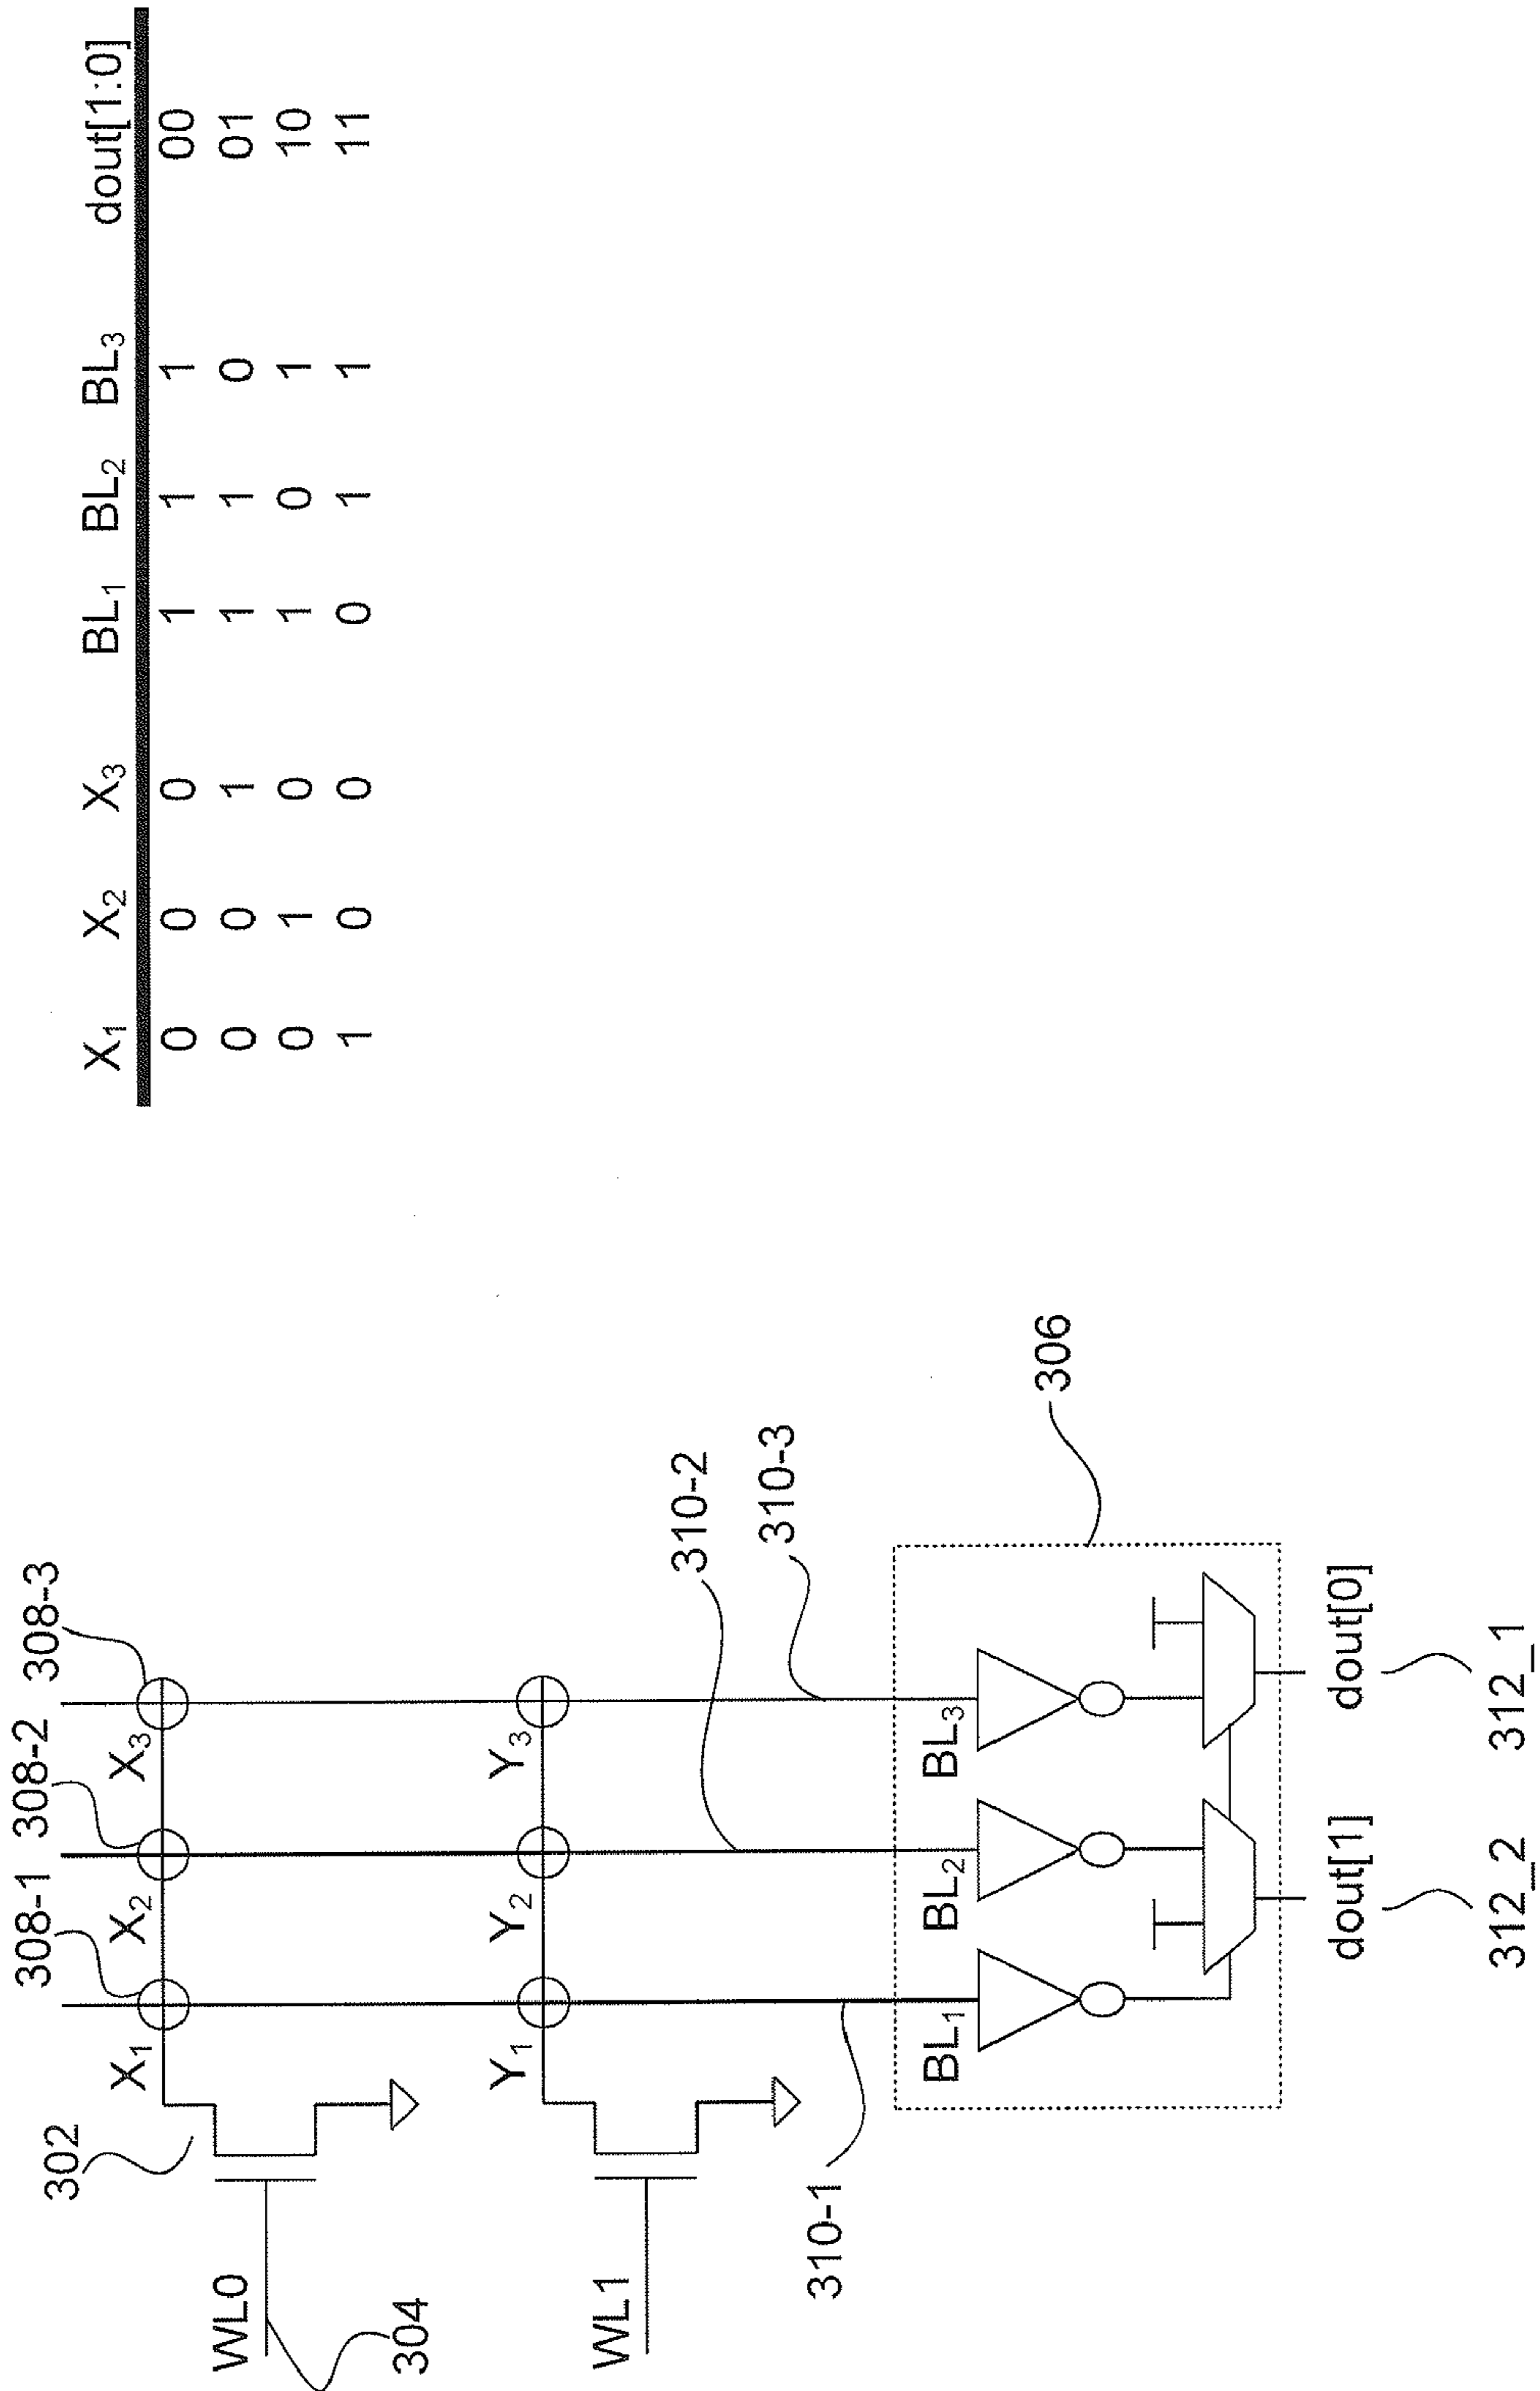 X1 X2 X3 BL1 BL2 BL3 dout[1:0]
0 0 0 1 1 1 00
0 0 1 1 1 0 01
0 1 0 1 0 1 10
1 0 0 0 1 1 11
308-1 308-2 308-3
302
X1 X2 X3
WL0
304
Y1 Y2 Y3
WL1
310-2
310-3
310-1
BL1 BL2 BL3
306
dout[1] dout[0]
312_2 312_1